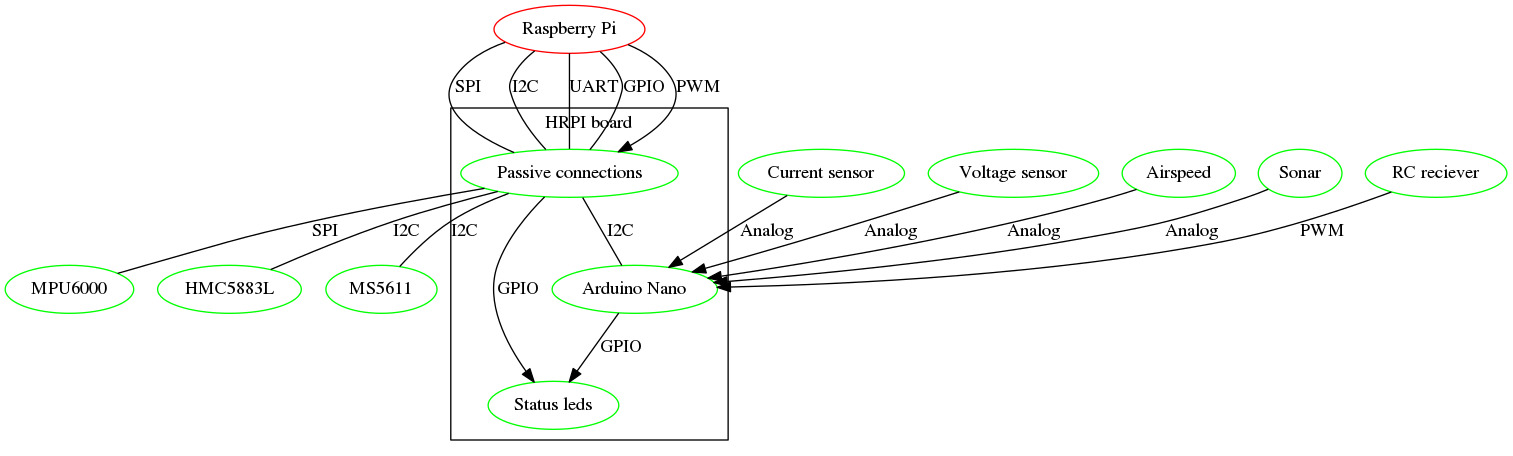 Raspberry Pi
SPI
I2C
UART
GPIO
PWM
HRPI board
Passive connections
Current sensor
Voltage sensor
Airspeed
Sonar
RC reciever
SPI
I2C
I2C
I2C
Analog
Analog
Analog
Analog
PWM
MPU6000
HMC5883L
MS5611
GPIO
Arduino Nano
GPIO
Status leds